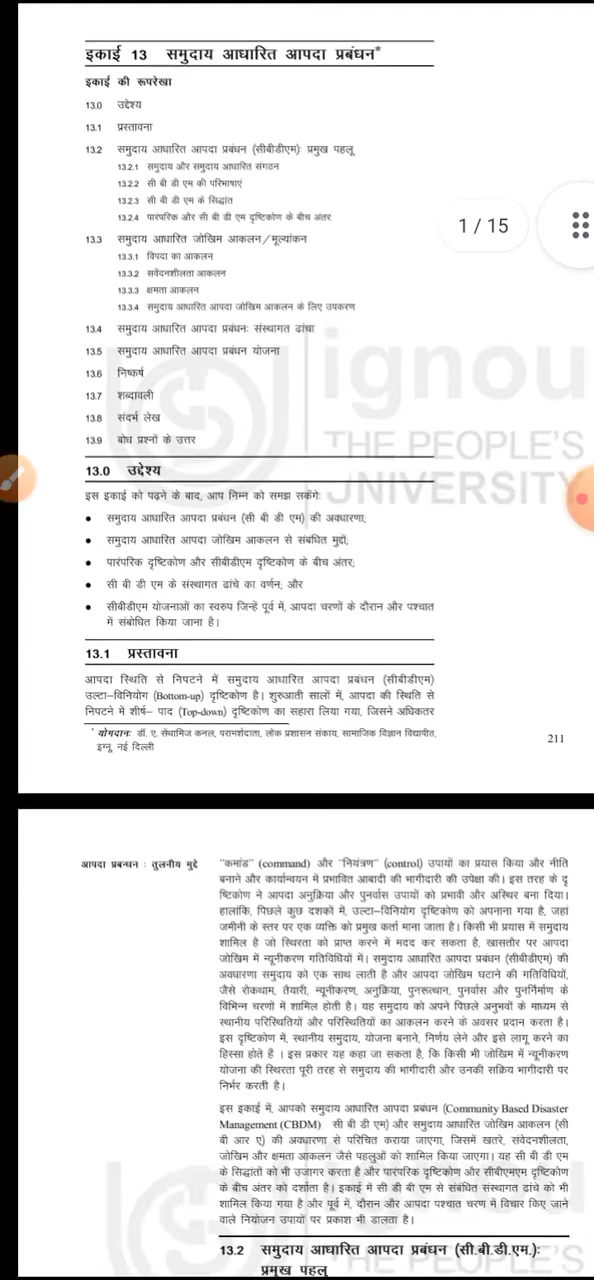 इकाई 13 समुदाय आधारित आपदा प्रबंधन*
इकाई की रूपरेखा
13.0 उद्देश्य
13.1 प्रस्तावना
13.2 समुदाय आधारित आपदा प्रबंधन (सीबीडीएम): प्रमुख पहलू
13.2.1 समुदाय और समुदाय आधारित संगठन
13.2.2 सी बी डी एम की परिभाषाएं
13.2.3 सी बी डी एम के सिद्धांत
13.2.4 पारंपरिक और सी बी डी एम दृष्टिकोण के बीच अंतर
1 / 15
13.3 समुदाय आधारित जोखिम आकलन/मूल्यांकन
13.3.1 विपदा का आकलन
13.3.2 सवेंदनशीलता आकलन
13.3.3 क्षमता आकलन
13.3.4 समुदाय आधारित आपदा जोखिम आकलन के लिए उपकरण
13.4 समुदाय आधारित आपदा प्रबंधनः संस्थागत ढांचा
13.5 समुदाय आधारित आपदा प्रबंधन योजना
13.6 निष्कर्ष
13.7 शब्दावली
13.8 संदर्भ लेख
13.9 बोध प्रश्नों के उत्तर
ignou
THE PEOPLE'S
UNIVERSITY
13.0 उद्देश्य
इस इकाई को पढ़ने के बाद, आप निम्न को समझ सकेंगेः
• समुदाय आधारित आपदा प्रबंधन (सी बी डी एम) की अवधारणा;
• समुदाय आधारित आपदा जोखिम आकलन से संबधित मुद्दों;
• पारंपरिक दृष्टिकोण और सीबीडीएम दृष्टिकोण के बीच अंतर;
• सी बी डी एम के संस्थागत ढांचे का वर्णन; और
• सीबीडीएम योजनाओं का स्वरुप जिन्हें पूर्व में, आपदा चरणों के दौरान और पश्चात
में संबोधित किया जाना है।
13.1 प्रस्तावना
आपदा स्थिति से निपटने में समुदाय आधारित आपदा प्रबंधन (सीबीडीएम)
उल्टा–विनियोग (Bottom-up) दृष्टिकोण है। शुरुआती सालों में, आपदा की स्थिति से
निपटने में शीर्ष– पाद (Top-down) दृष्टिकोण का सहारा लिया गया, जिसने अधिकतर
* योगदानः डॉ. ए. सेंथामिज कनल, परामर्शदाता, लोक प्रशासन संकाय, सामाजिक विज्ञान विद्यापीठ,
इग्नू, नई दिल्ली
211
आपदा प्रबन्धन : तुलनीय मुद्दे
"कमांड" (command) और "नियंत्रण" (control) उपायों का प्रयास किया और नीति
बनाने और कार्यान्वयन में प्रभावित आबादी की भागीदारी की उपेक्षा की। इस तरह के दृ
ष्टिकोण ने आपदा अनुक्रिया और पुनर्वास उपायों को प्रभावी और अस्थिर बना दिया।
हालांकि, पिछले कुछ दशकों में, उल्टा–विनियोग दृष्टिकोण को अपनाना गया है, जहां
जमीनी के स्तर पर एक व्यक्ति को प्रमुख कर्ता माना जाता है। किसी भी प्रयास में समुदाय
शामिल है जो स्थिरता को प्राप्त करने में मदद कर सकता है, खासतौर पर आपदा
जोखिम में न्यूनीकरण गतिविधियों में। समुदाय आधारित आपदा प्रबंधन (सीबीडीएम) की
अवधारणा समुदाय को एक साथ लाती है और आपदा जोखिम घटाने की गतिविधियों,
जैसे रोकथाम, तैयारी, न्यूनीकरण, अनुक्रिया, पुनरूत्थान, पुनर्वास और पुनर्निर्माण के
विभिन्न चरणों में शामिल होती है। यह समुदाय को अपने पिछले अनुभवों के माध्यम से
स्थानीय परिस्थितियों और परिस्थितियों का आकलन करने के अवसर प्रदान करता है।
इस दृष्टिकोण में, स्थानीय समुदाय, योजना बनाने, निर्णय लेने और इसे लागू करने का
हिस्सा होते हैं । इस प्रकार यह कहा जा सकता है, कि किसी भी जोखिम में न्यूनीकरण
योजना की स्थिरता पूरी तरह से समुदाय की भागीदारी और उनकी सक्रिय भागीदारी पर
निर्भर करती है।
इस इकाई में, आपको समुदाय आधारित आपदा प्रबंधन (Community Based Disaster
Management (CBDM) सी बी डी एम) और समुदाय आधारित जोखिम आकलन (सी
बी आर ए) की अवधारणा से परिचित कराया जाएगा, जिसमें खतरे, संवेदनशीलता,
जोखिम और क्षमता आकलन जैसे पहलुओं को शामिल किया जाएगा। यह सी बी डी एम
के सिद्धांतों को भी उजागर करता है और पारंपरिक दृष्टिकोण और सीबीएमएम दृष्टिकोण
के बीच अंतर को दर्शाता है। इकाई में सी डी बी एम से संबंधित संस्थागत ढांचे को भी
शामिल किया गया है और पूर्व में, दौरान और आपदा पश्चात चरण में विचार किए जाने
वाले नियोजन उपायों पर प्रकाश भी डालता है।
13.2 समुदाय आधारित आपदा प्रबंधन (सी.बी.डी.एम.):
प्रमुख पहलू
THE PEOPLE'S